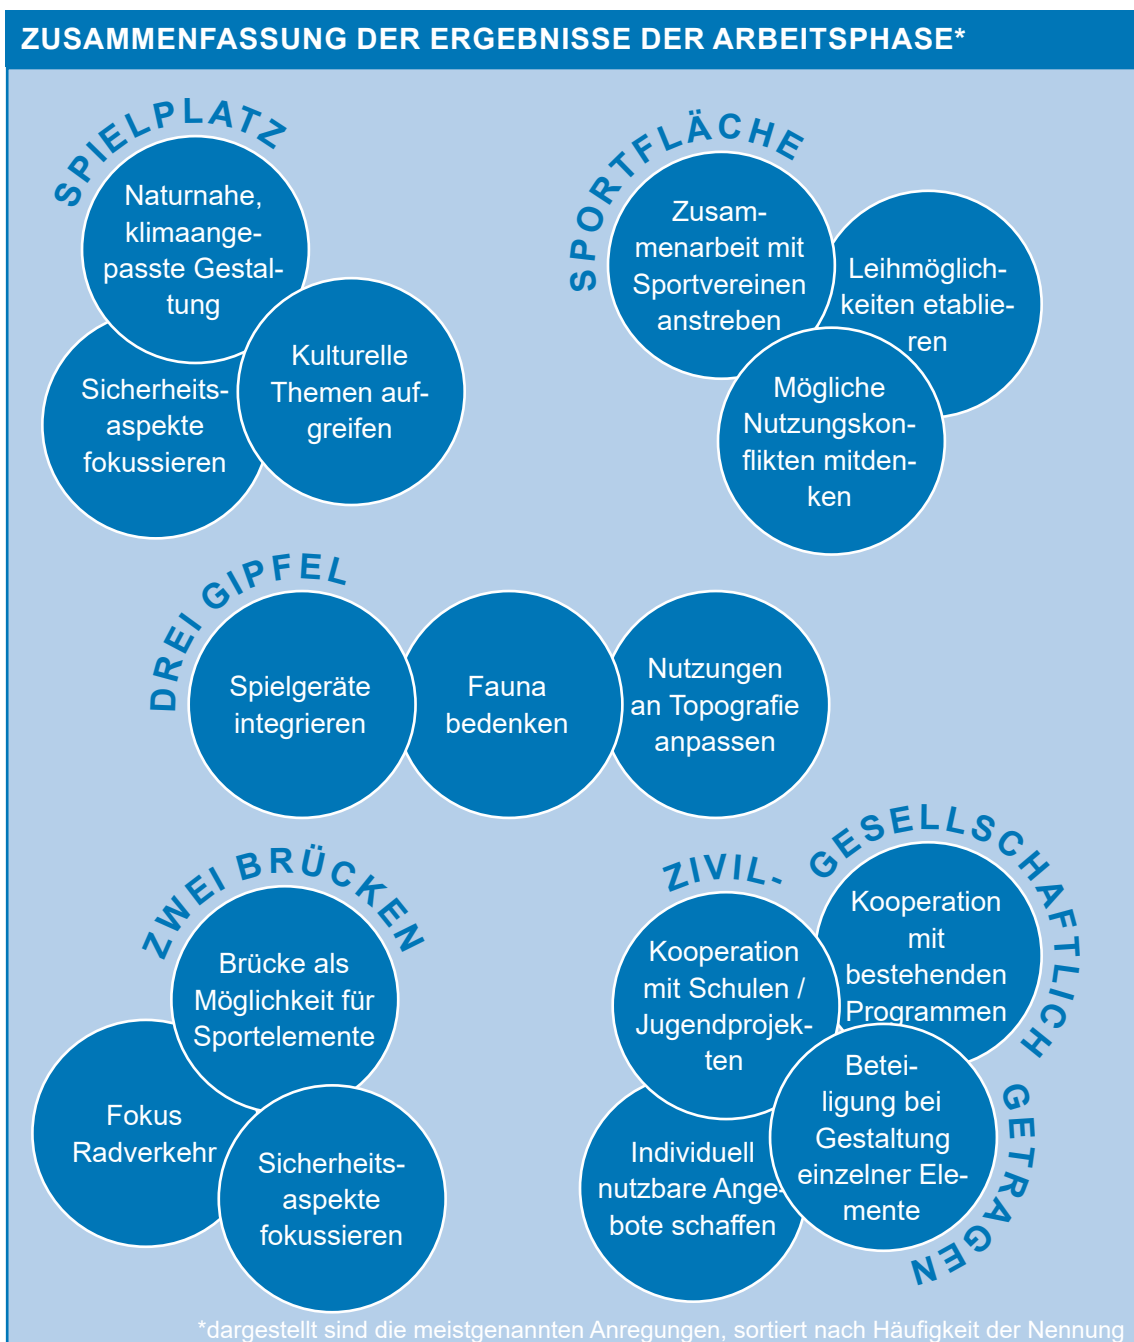 ZUSAMMENFASSUNG DER ERGEBNISSE DER ARBEITSPHASE*
SPIELPLATZ
Naturnahe,
klimaange-
passte Gestal-
tung
Sicherheits-
aspekte
fokussieren
Kulturelle
Themen auf-
greifen
SPORTFLÄCHE
Zusam-
menarbeit mit
Sportvereinen
anstreben
Leihmöglich-
keiten etablie-
ren
Mögliche
Nutzungskon-
flikten mitden-
ken
DREI GIPFEL
Spielgeräte
integrieren
Fauna
bedenken
Nutzungen
an Topografie
anpassen
ZWEI BRÜCKEN
Brücke als
Möglichkeit für
Sportelemente
Fokus
Radverkehr
Sicherheits-
aspekte
fokussieren
ZIVIL- GESELLSCHAFTLICH GETRAGEN
Kooperation
mit Schulen /
Jugendprojek-
ten
Kooperation
mit
bestehenden
Programmen
Betei-
ligung bei
Gestaltung
einzelner Ele-
mente
Individuell
nutzbare Ange-
bote schaffen
*dargestellt sind die meistgenannten Anregungen, sortiert nach Häufigkeit der Nennung